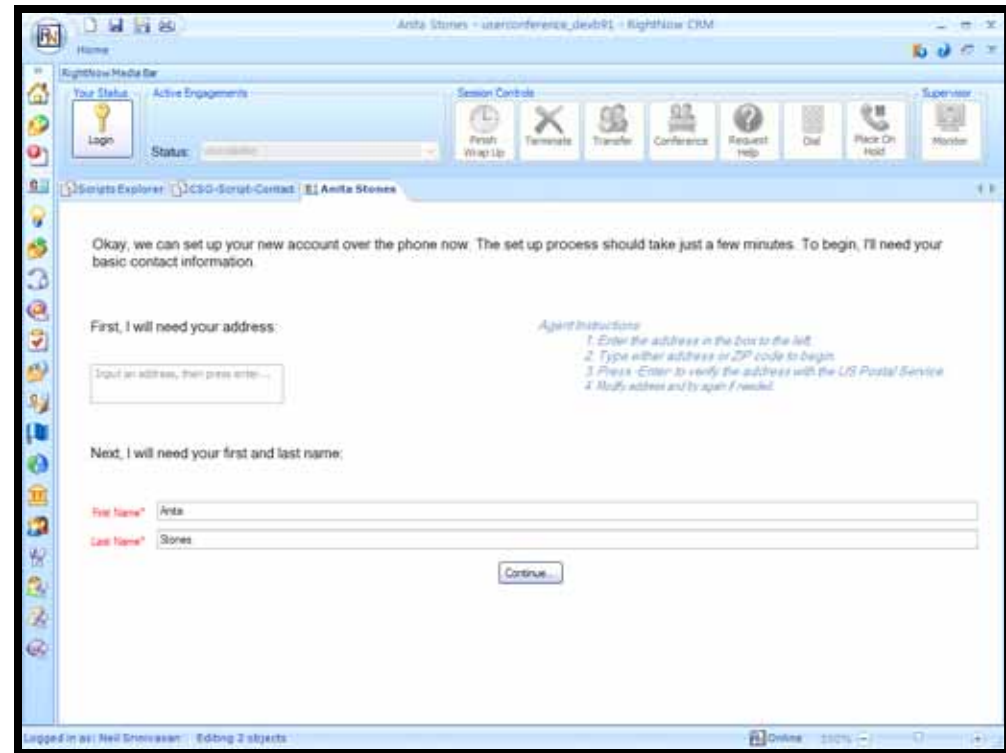 Anita Stones - userconference_devb91 - RightNow CRM
Home
RightNow Media Bar
Your Status
Active Engagements
Session Controls
Supervisor
Login
Status:
Finish Wrap Up
Terminate
Transfer
Conference
Request Help
Dial
Place On Hold
Monitor
Scripts Explorer
CSO-Script-Contact
Anita Stones
Okay, we can set up your new account over the phone now. The set up process should take just a few minutes. To begin, I'll need your
basic contact information.
First, I will need your address:
Agent Instructions
1. Enter the address in the box to the left.
2. Type either address or ZIP code to begin.
3. Press -Enter- to verify the address with the US Postal Service
4. Modify address and try again if needed.
Input an address, then press enter...
Next, I will need your first and last name:
First Name*
Anita
Last Name*
Stones
Continue...
Logged in as: Neil Srinivasan
Editing 2 objects
Online
100%